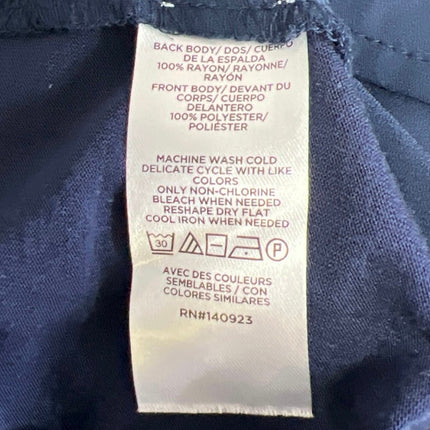 BACK BODY/ DOS/ CUERPO
DE LA ESPALDA
100% RAYON/ RAYONNE/
RAYÓN
FRONT BODY/ DEVANT DU
CORPS/ CUERPO
DELANTERO
100% POLYESTER/
POLIÉSTER
MACHINE WASH COLD
DELICATE CYCLE WITH LIKE
COLORS
ONLY NON-CHLORINE
BLEACH WHEN NEEDED
RESHAPE DRY FLAT
COOL IRON WHEN NEEDED
30 P
AVEC DES COULEURS
SEMBLABLES / CON
COLORES SIMILARES
RN#140923